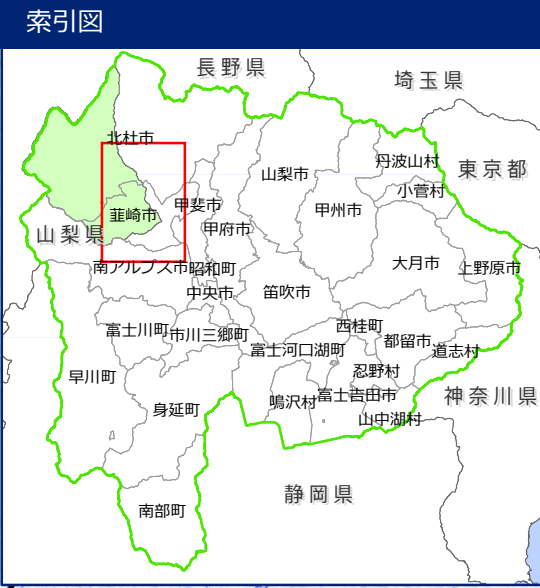 索引図
長野県
埼玉県
北杜市
丹波山村
東京都
山梨市
小菅村
甲斐市
甲州市
韮崎市
甲府市
山梨県
大月市
上野原市
南アルプス市
昭和町
中央市
笛吹市
西桂町
富士川町
市川三郷町
都留市
富士河口湖町
道志村
忍野村
早川町
神奈川県
富士吉田市
鳴沢村
身延町
山中湖村
静岡県
南部町